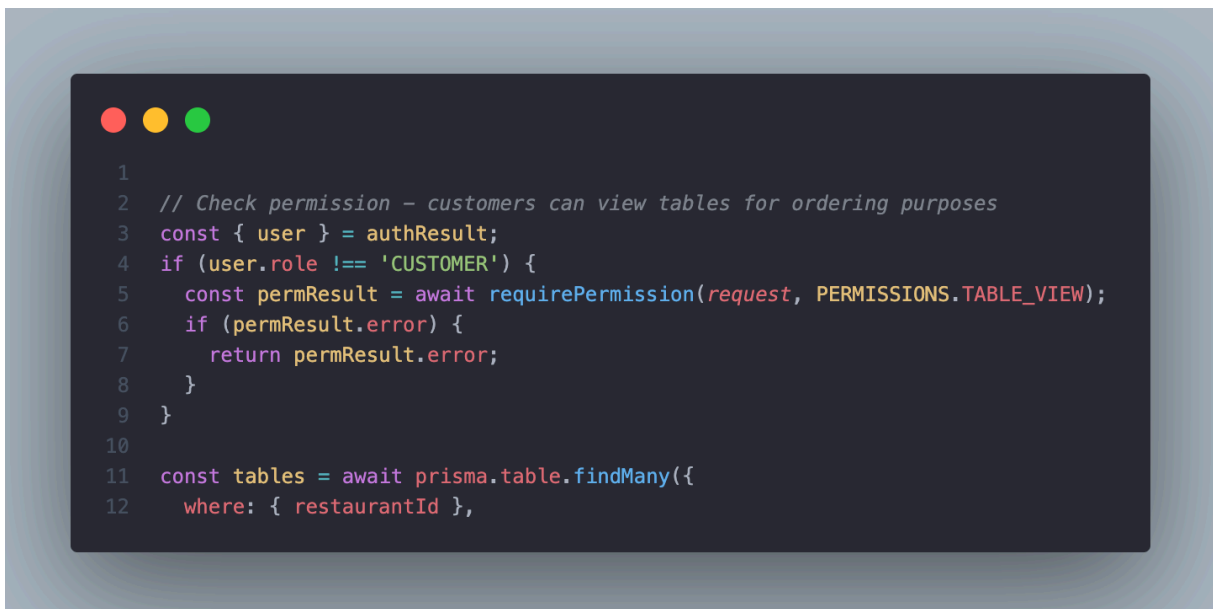 1
2 // Check permission – customers can view tables for ordering purposes
3 const { user } = authResult;
4 if (user.role !== 'CUSTOMER') {
5   const permResult = await requirePermission(request, PERMISSIONS.TABLE_VIEW);
6   if (permResult.error) {
7     return permResult.error;
8   }
9 }
10
11 const tables = await prisma.table.findMany({
12   where: { restaurantId },